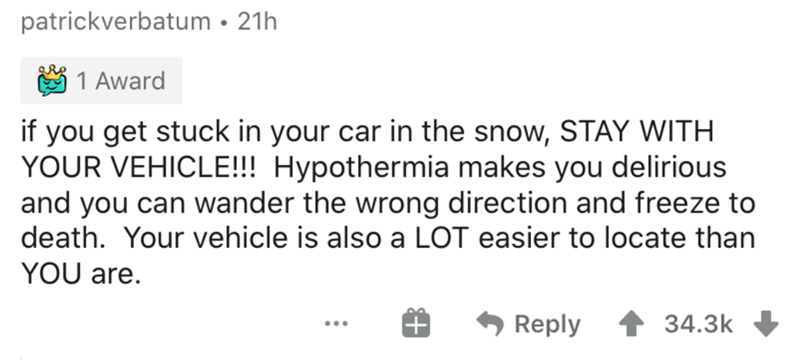 patrickverbatum • 21h
1 Award
if you get stuck in your car in the snow, STAY WITH
YOUR VEHICLE!!! Hypothermia makes you delirious
and you can wander the wrong direction and freeze to
death. Your vehicle is also a LOT easier to locate than
YOU are.
... Reply 34.3k